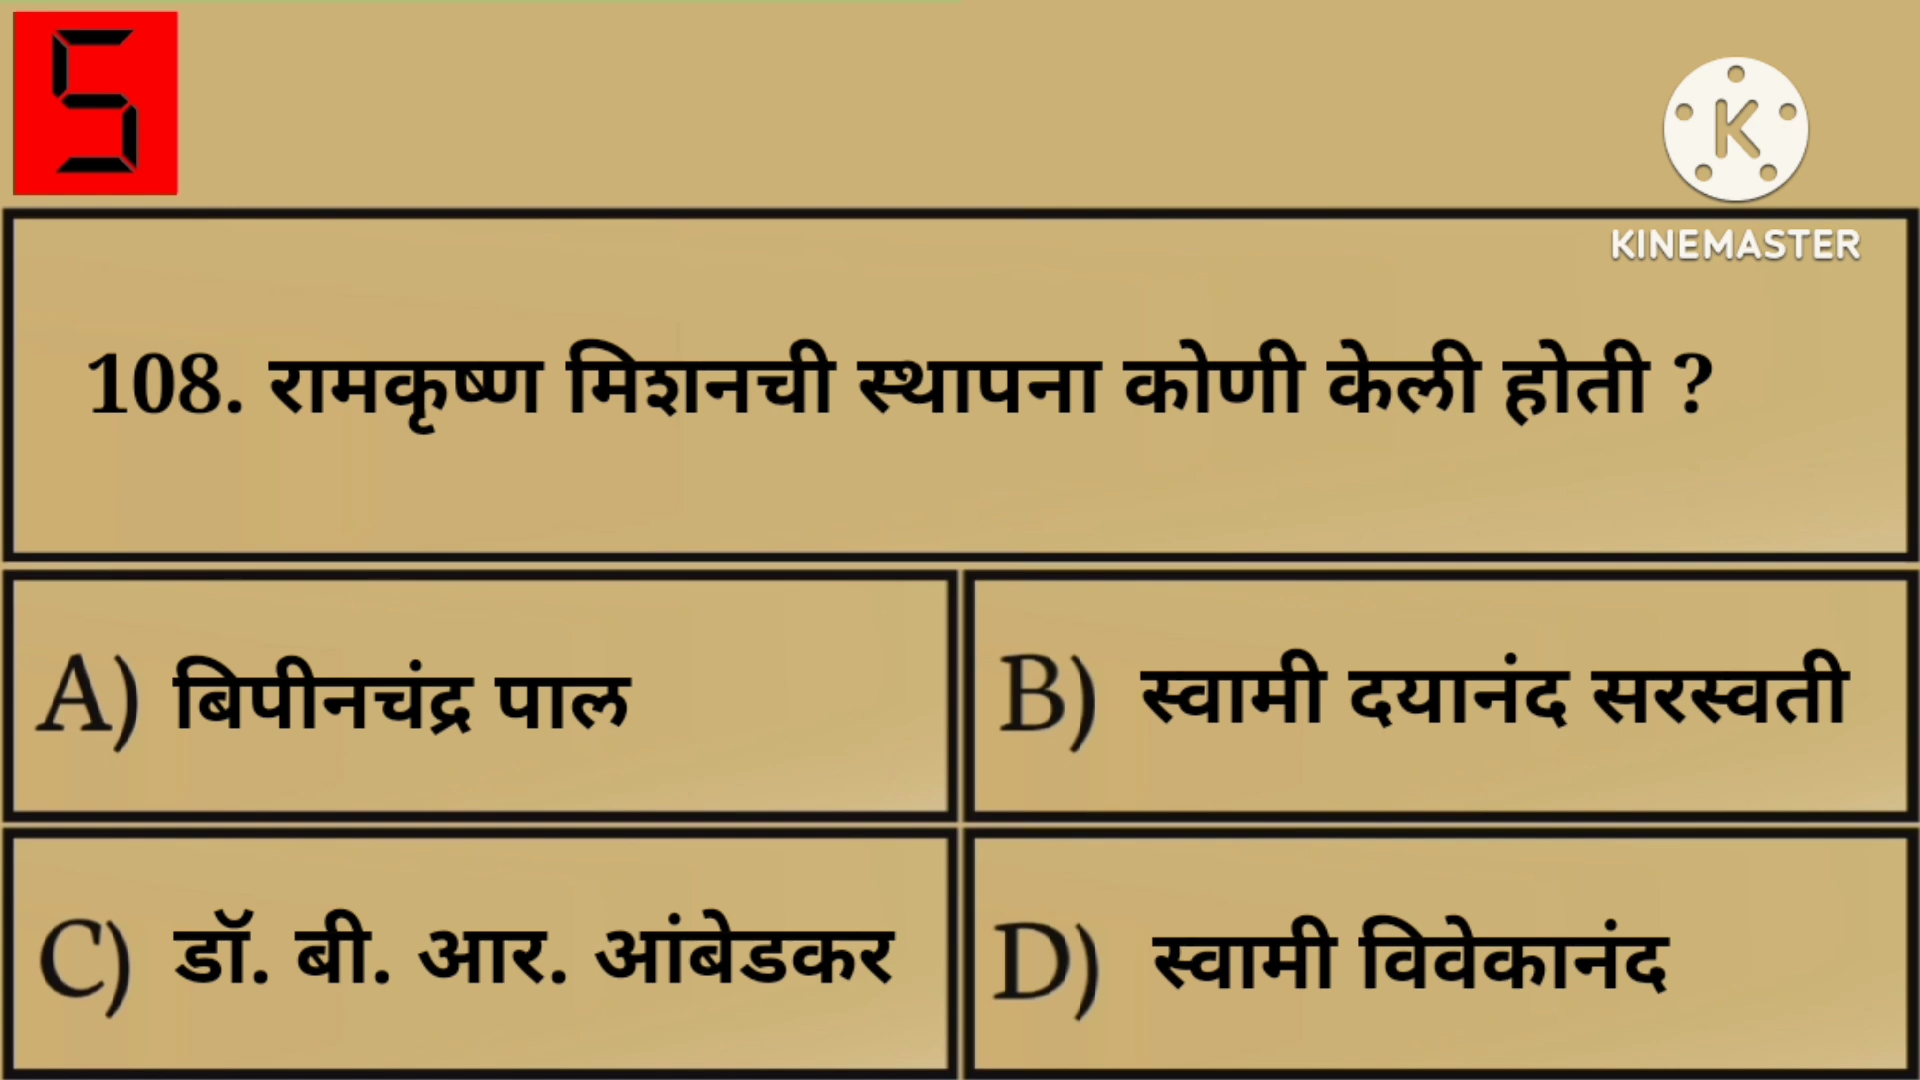 5
K
KINEMASTER
108. रामकृष्ण मिशनची स्थापना कोणी केली होती ?
A) बिपीनचंद्र पाल
B) स्वामी दयानंद सरस्वती
C) डॉ. बी. आर. आंबेडकर
D) स्वामी विवेकानंद